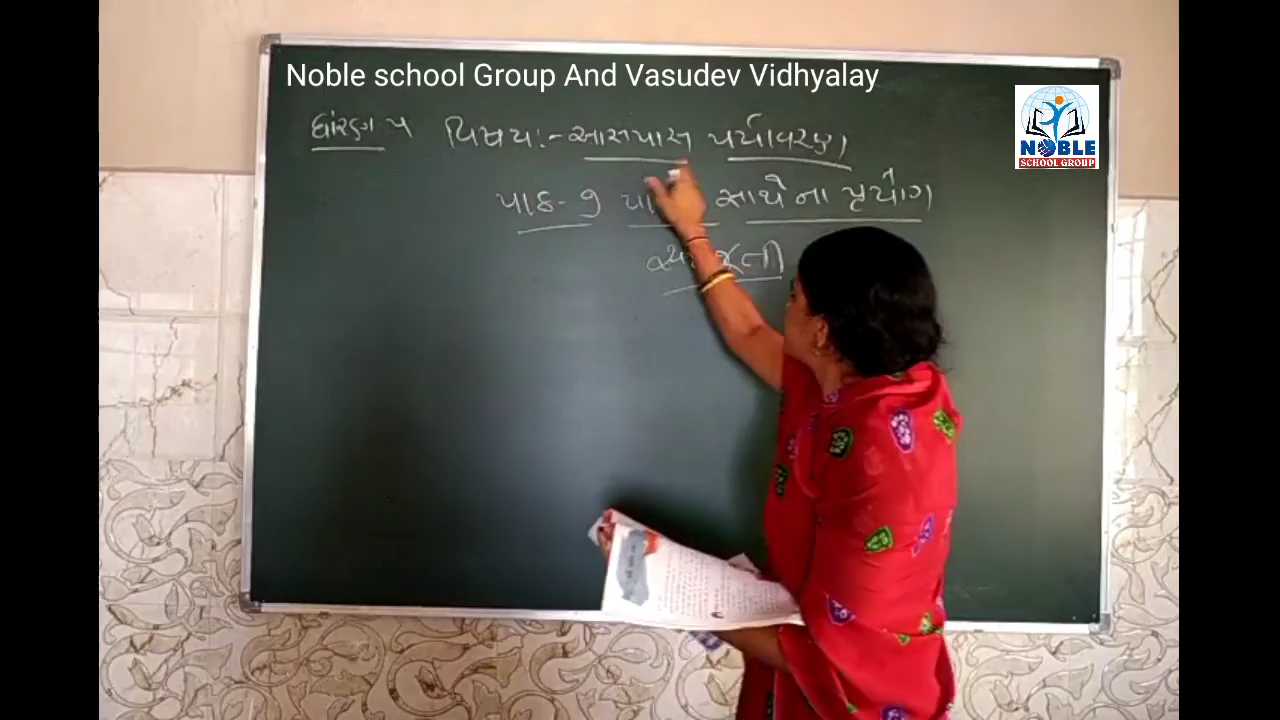 Noble school Group And Vasudev Vidhyalay
ધોરણ ૫ વિષય :- આસપાસ પર્યાવરણ
પાઠ - ૭ સાથે ના પ્રયોગ
NOBLE
SCHOOL GROUP